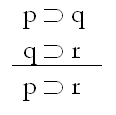 p ⊃ q
q ⊃ r
p ⊃ r